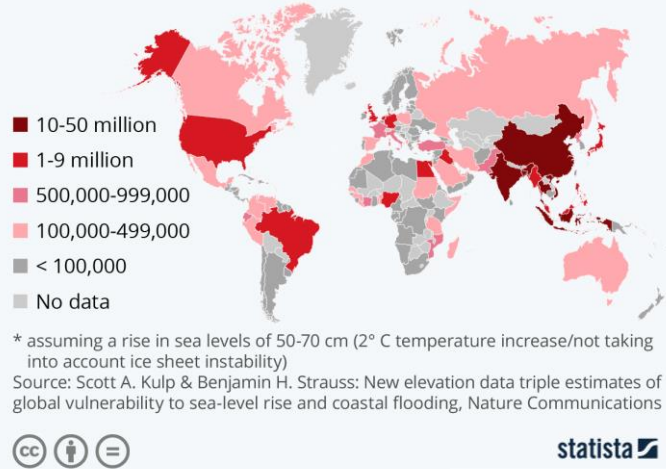 10-50 million
1-9 million
500,000-999,000
100,000-499,000
< 100,000
No data
* assuming a rise in sea levels of 50-70 cm (2° C temperature increase/not taking
into account ice sheet instability)
Source: Scott A. Kulp & Benjamin H. Strauss: New elevation data triple estimates of
global vulnerability to sea-level rise and coastal flooding, Nature Communications
cc
statista